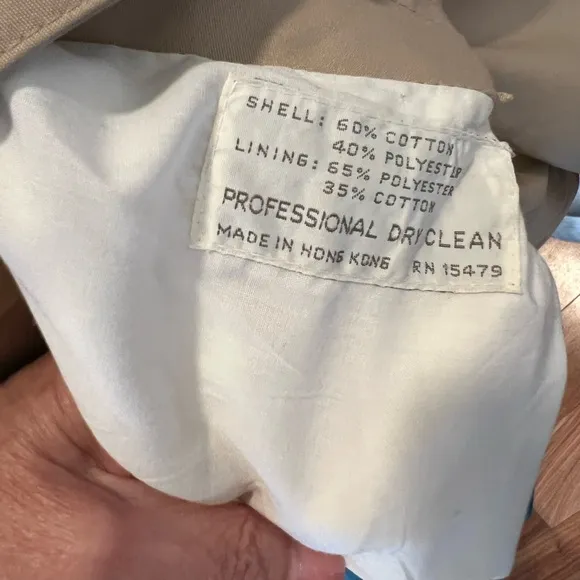 SHELL: 60% COTTON
40% POLYESTER
LINING: 65% POLYESTER
35% COTTON
PROFESSIONAL DRYCLEAN
MADE IN HONG KONG RN 15479